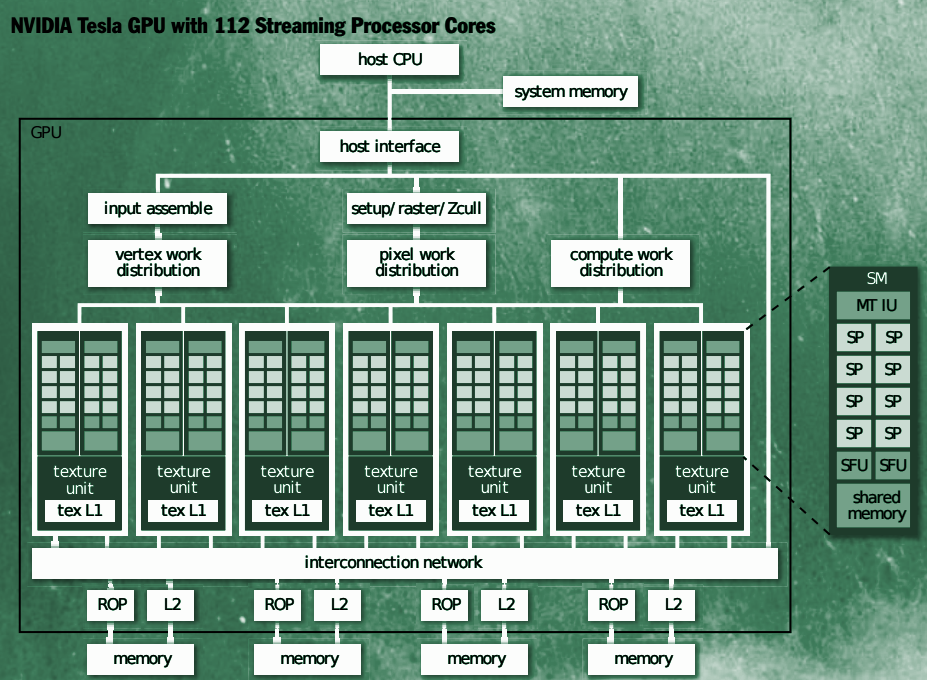 NVIDIA Tesla GPU with 112 Streaming Processor Cores
host CPU
system memory
GPU
host interface
input assemble
setup/raster/Zcull
vertex work
distribution
pixel work
distribution
compute work
distribution
SM
MT IU
SP SP
SP SP
SP SP
SP SP
SFU SFU
shared
memory
texture
unit
tex L1
texture
unit
tex L1
texture
unit
tex L1
texture
unit
tex L1
texture
unit
tex L1
texture
unit
tex L1
texture
unit
tex L1
interconnection network
ROP L2 ROP L2 ROP L2 ROP L2
memory memory memory memory